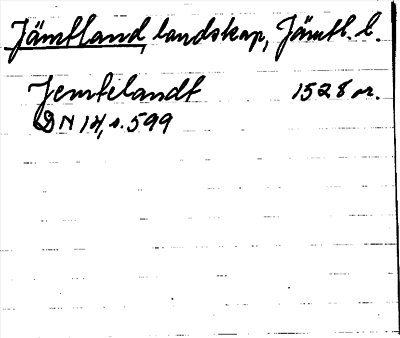 Jämtland, landskap, Jämtl. l.
Jemtelandt 1528 or.
DN 14, s. 599